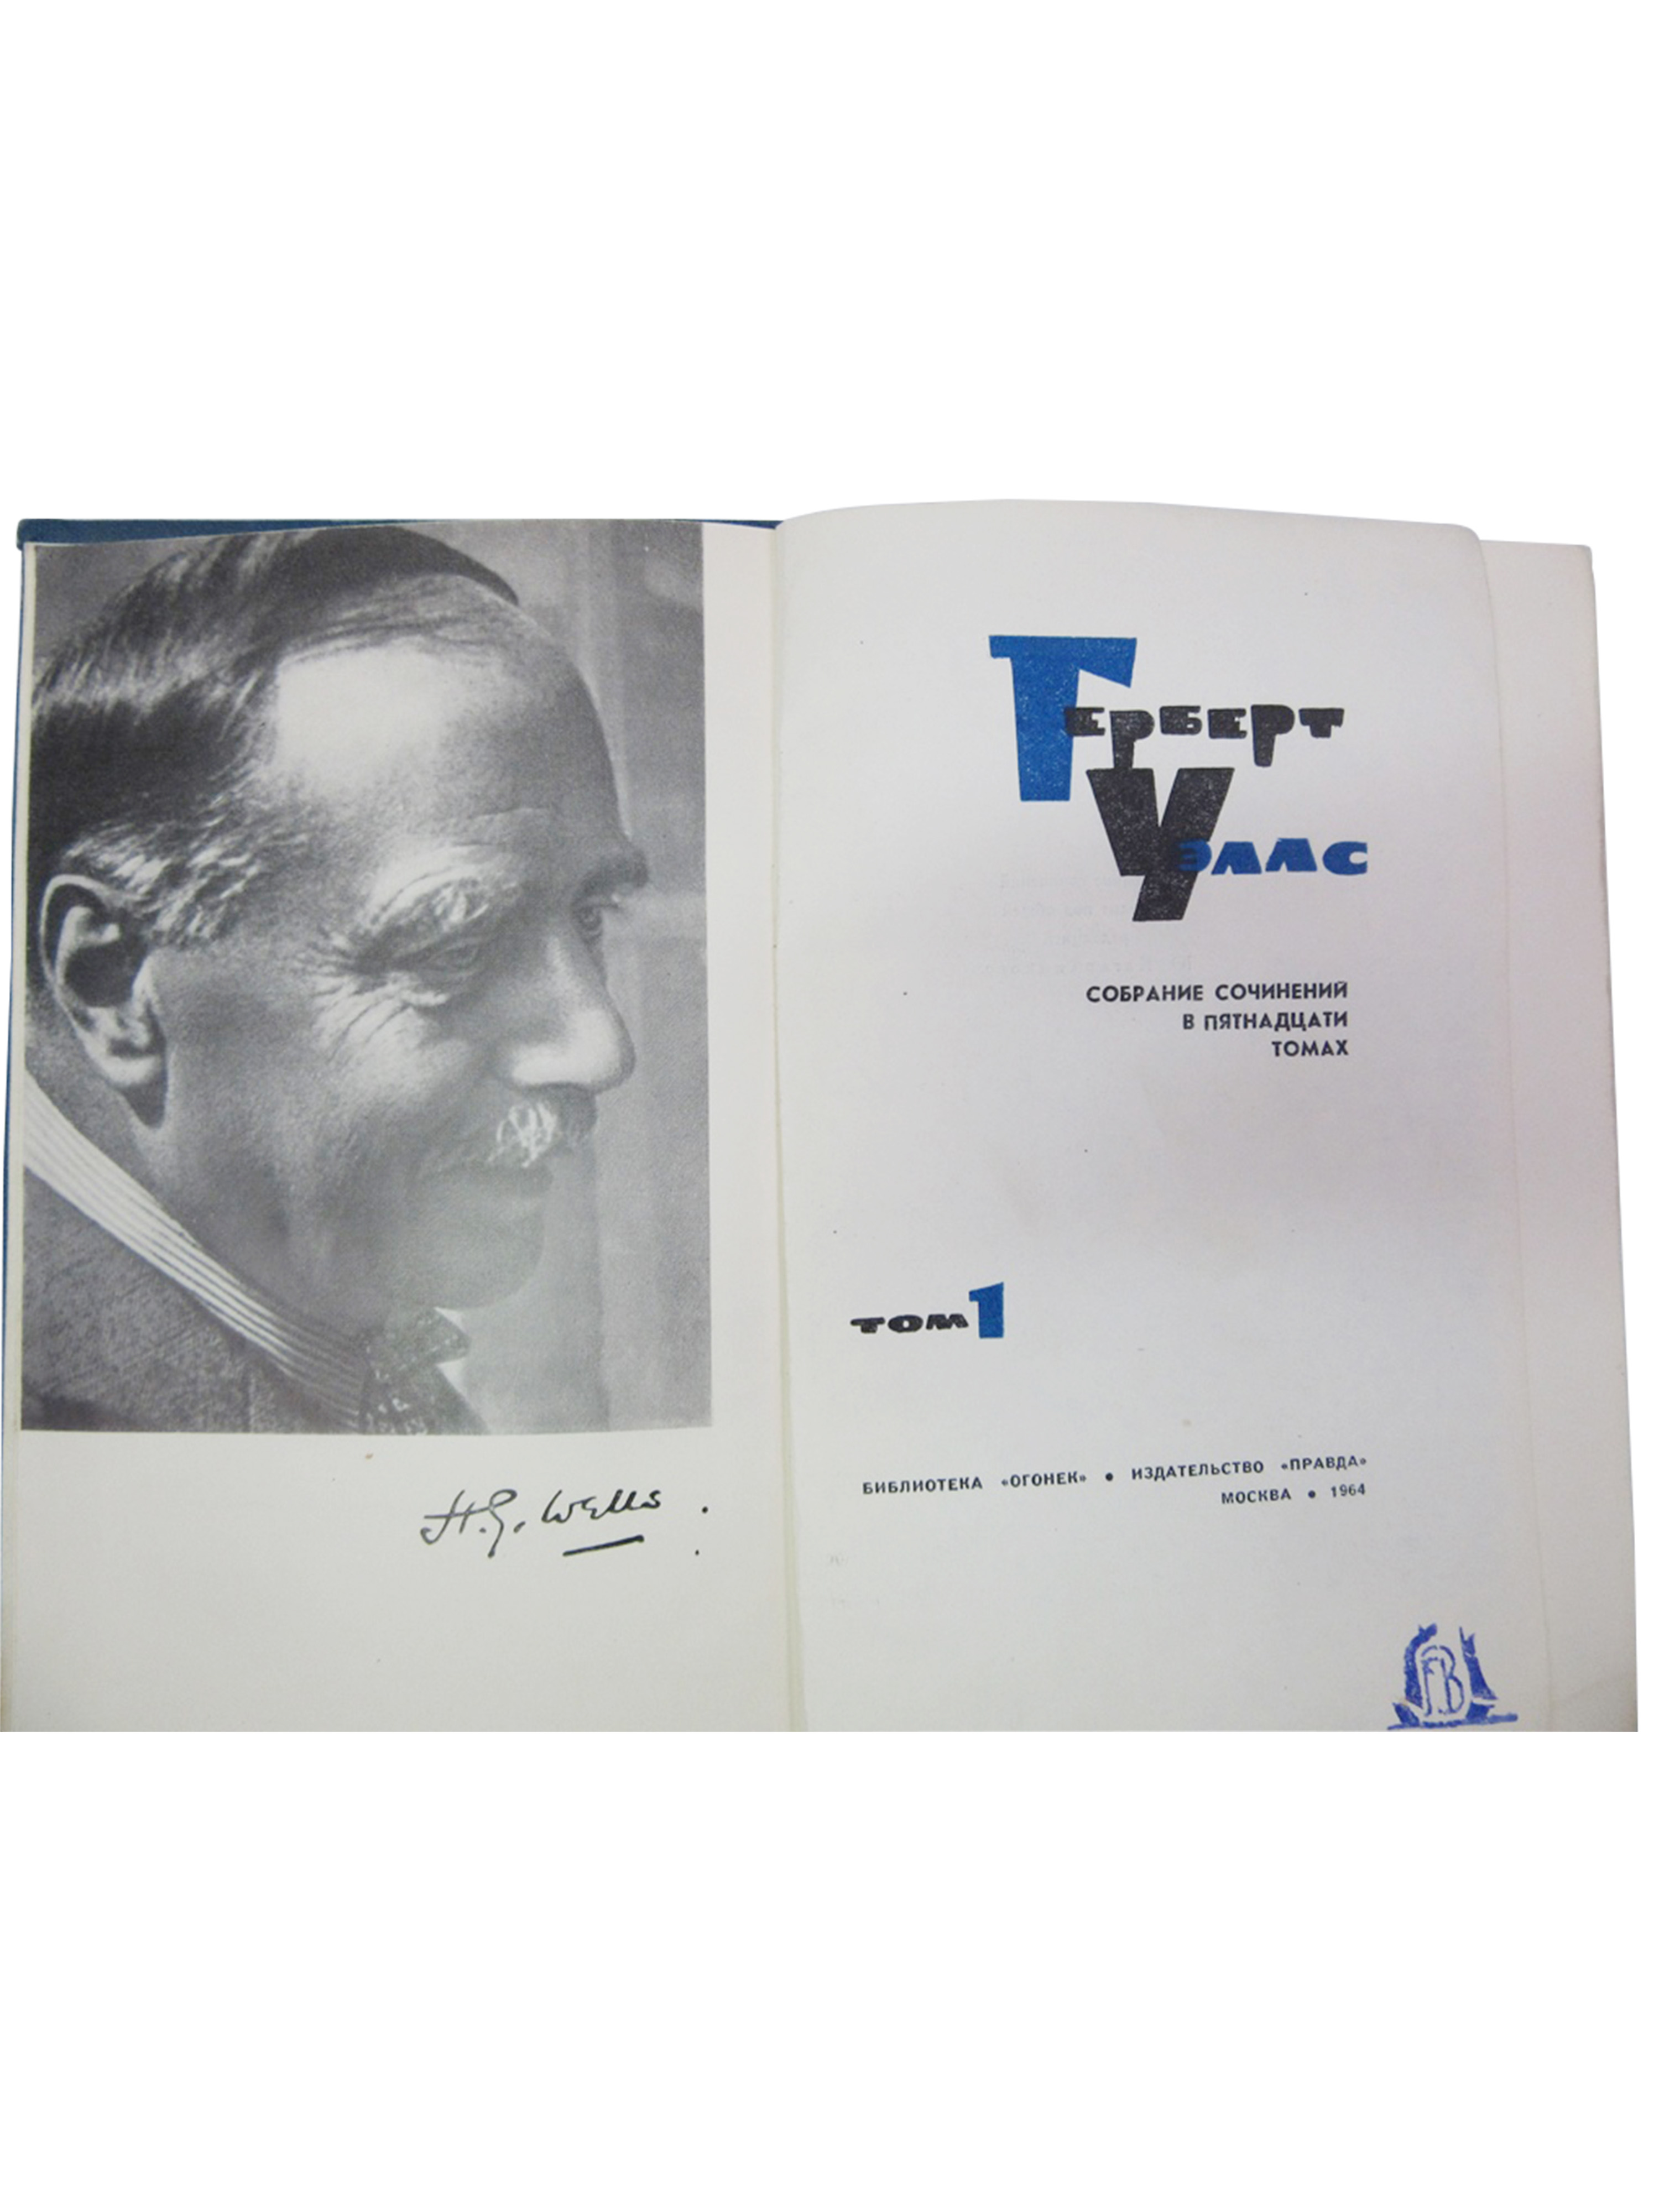 H. G. Wells
Герберт
Уэллс
СОБРАНИЕ СОЧИНЕНИЙ
В ПЯТНАДЦАТИ
ТОМАХ
ТОМ 1
БИБЛИОТЕКА «ОГОНЕК» • ИЗДАТЕЛЬСТВО «ПРАВДА»
МОСКВА • 1964